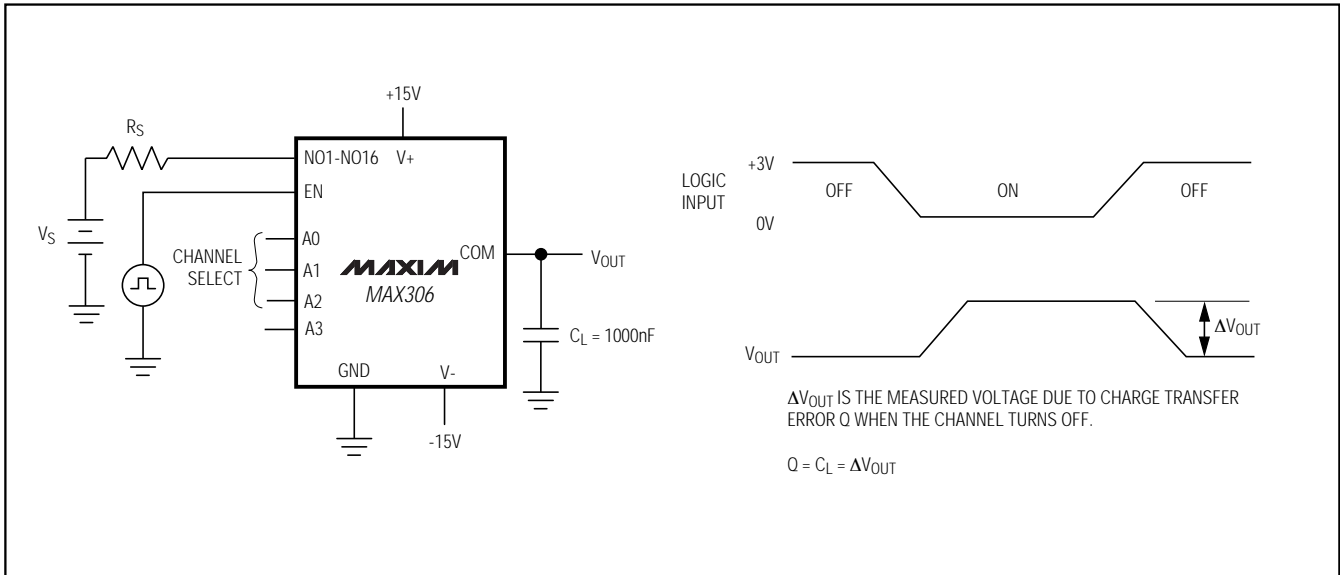 +15V
RS
NO1-NO16 V+
EN
VS
A0
CHANNEL
SELECT
A1
A2
A3
MAXIM
MAX306
COM
VOUT
CL = 1000nF
GND
V-
-15V
LOGIC
INPUT
+3V
0V
OFF
ON
OFF
VOUT
ΔVOUT
ΔVOUT IS THE MEASURED VOLTAGE DUE TO CHARGE TRANSFER
ERROR Q WHEN THE CHANNEL TURNS OFF.
Q = CL = ΔVOUT